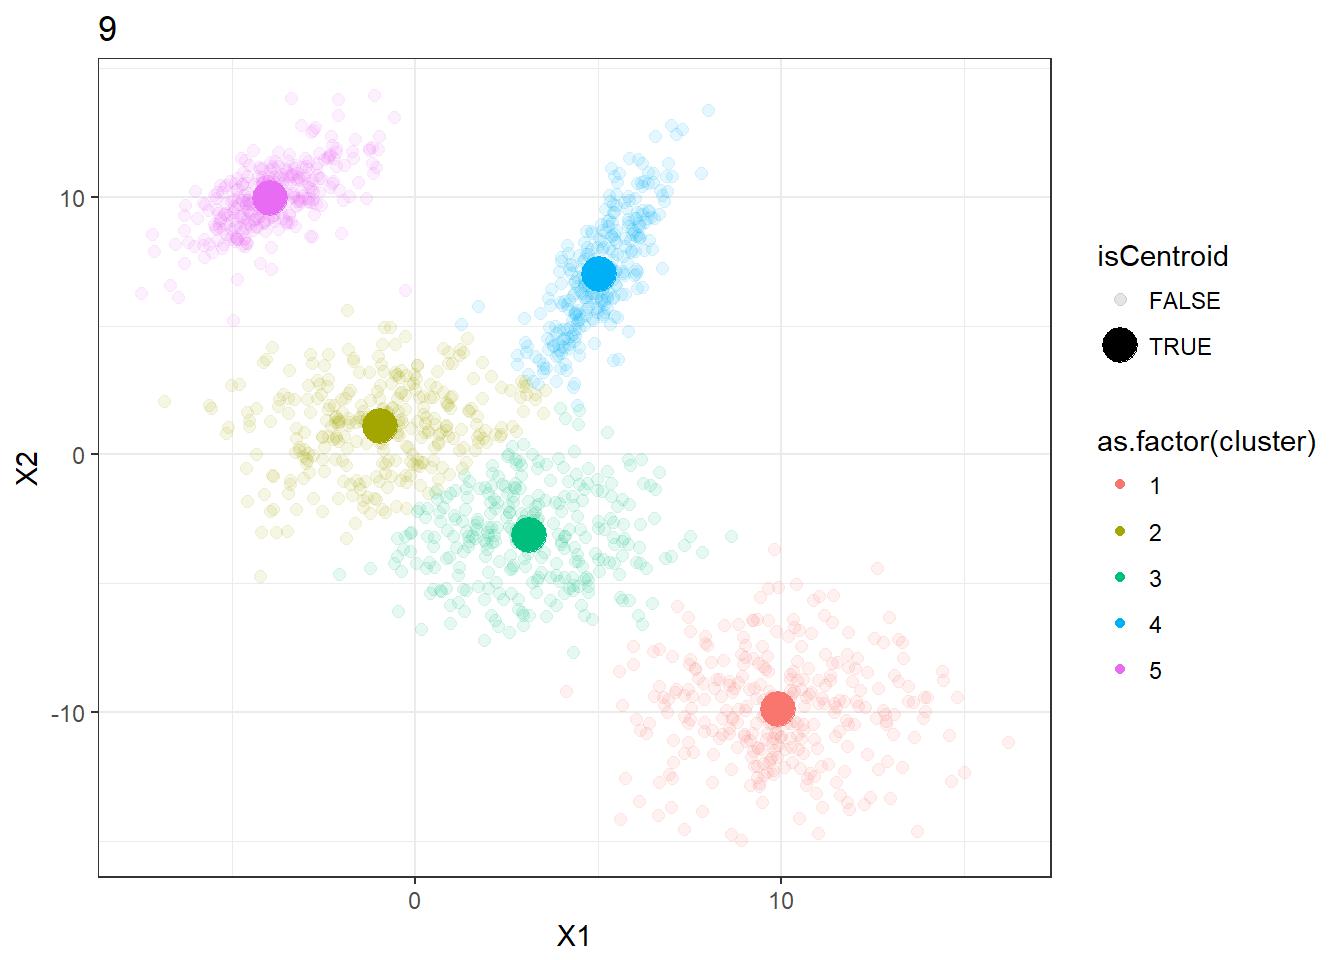 9
isCentroid
FALSE
TRUE
as.factor(cluster)
1
2
3
4
5
10
0
-10
X2
0
10
X1